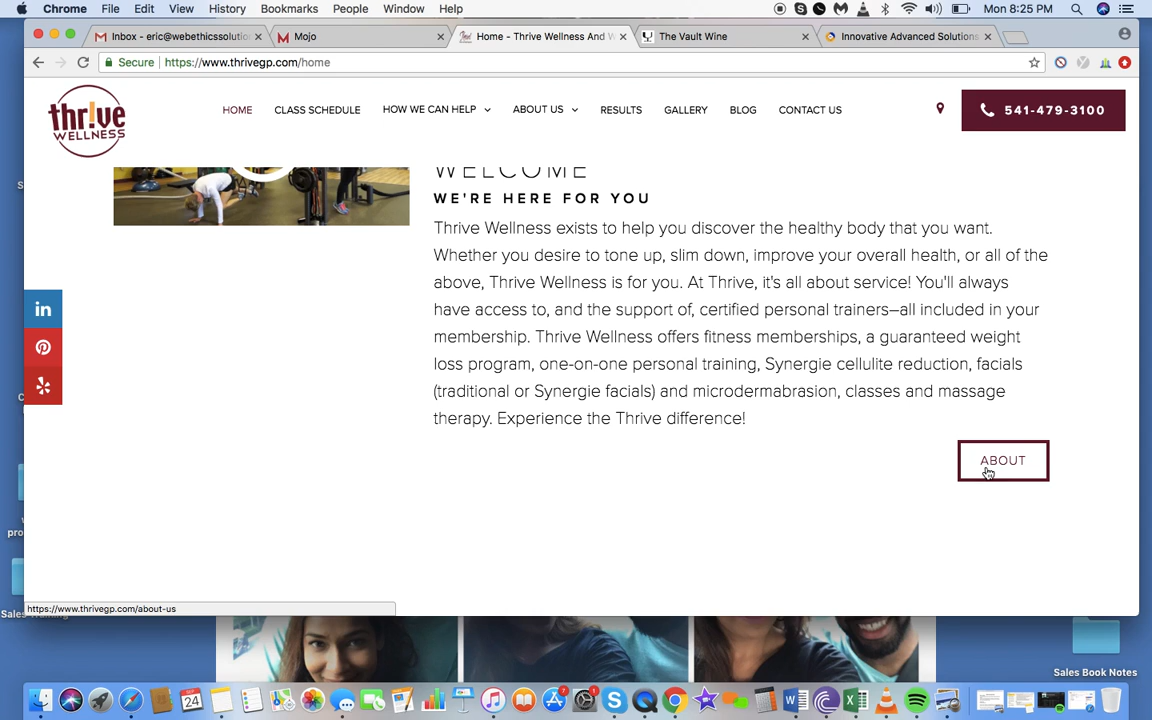 Chrome File Edit View History Bookmarks People Window Help
Mon 8:25 PM
Inbox - eric@webethicssolutio
Mojo
Home - Thrive Wellness And W
The Vault Wine
Innovative Advanced Solutions
Secure https://www.thrivegp.com/home
thr!ve
WELLNESS
HOME CLASS SCHEDULE HOW WE CAN HELP ABOUT US RESULTS GALLERY BLOG CONTACT US
541-479-3100
WELCOME
WE'RE HERE FOR YOU
Thrive Wellness exists to help you discover the healthy body that you want.
Whether you desire to tone up, slim down, improve your overall health, or all of the
above, Thrive Wellness is for you. At Thrive, it's all about service! You'll always
have access to, and the support of, certified personal trainers—all included in your
membership. Thrive Wellness offers fitness memberships, a guaranteed weight
loss program, one-on-one personal training, Synergie cellulite reduction, facials
(traditional or Synergie facials) and microdermabrasion, classes and massage
therapy. Experience the Thrive difference!
ABOUT
in
https://www.thrivegp.com/about-us
Sales Training
Sales Book Notes
SEP
24
7
1